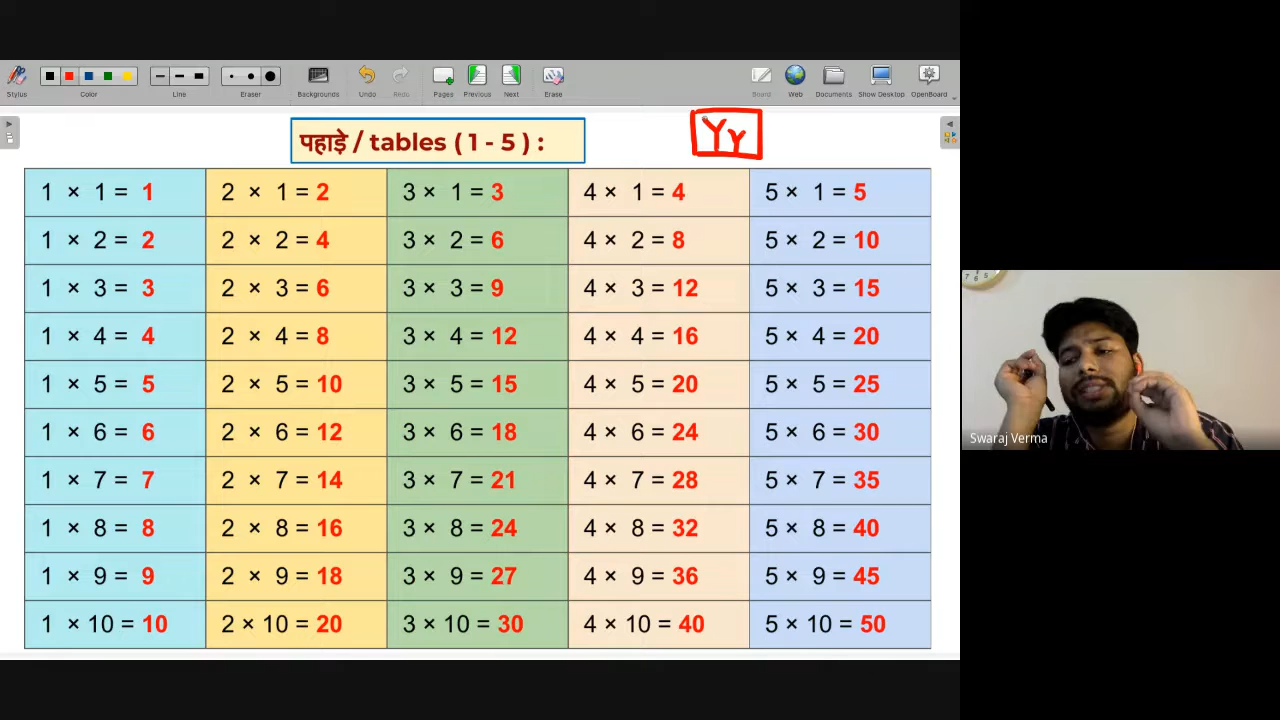 Stylus Color Line Eraser Backgrounds Undo Redo Pages Previous Next Erase Board Web Documents Show Desktop OpenBoard
पहाड़े / tables ( 1 - 5 ) :
Yy
1 × 1 = 1 2 × 1 = 2 3 × 1 = 3 4 × 1 = 4 5 × 1 = 5
1 × 2 = 2 2 × 2 = 4 3 × 2 = 6 4 × 2 = 8 5 × 2 = 10
1 × 3 = 3 2 × 3 = 6 3 × 3 = 9 4 × 3 = 12 5 × 3 = 15
1 × 4 = 4 2 × 4 = 8 3 × 4 = 12 4 × 4 = 16 5 × 4 = 20
1 × 5 = 5 2 × 5 = 10 3 × 5 = 15 4 × 5 = 20 5 × 5 = 25
1 × 6 = 6 2 × 6 = 12 3 × 6 = 18 4 × 6 = 24 5 × 6 = 30
1 × 7 = 7 2 × 7 = 14 3 × 7 = 21 4 × 7 = 28 5 × 7 = 35
1 × 8 = 8 2 × 8 = 16 3 × 8 = 24 4 × 8 = 32 5 × 8 = 40
1 × 9 = 9 2 × 9 = 18 3 × 9 = 27 4 × 9 = 36 5 × 9 = 45
1 × 10 = 10 2 × 10 = 20 3 × 10 = 30 4 × 10 = 40 5 × 10 = 50
7 6 5
Swaraj Verma